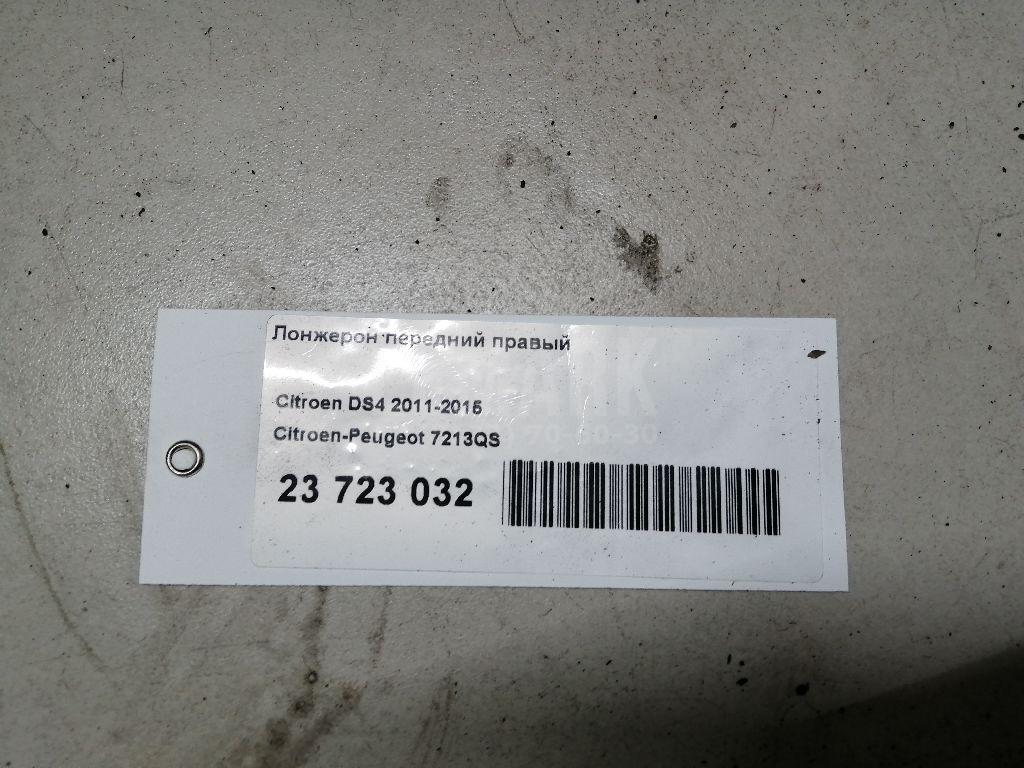 Лонжерон передний правый
Citroen DS4 2011-2015
Citroen-Peugeot 7213QS
23 723 032